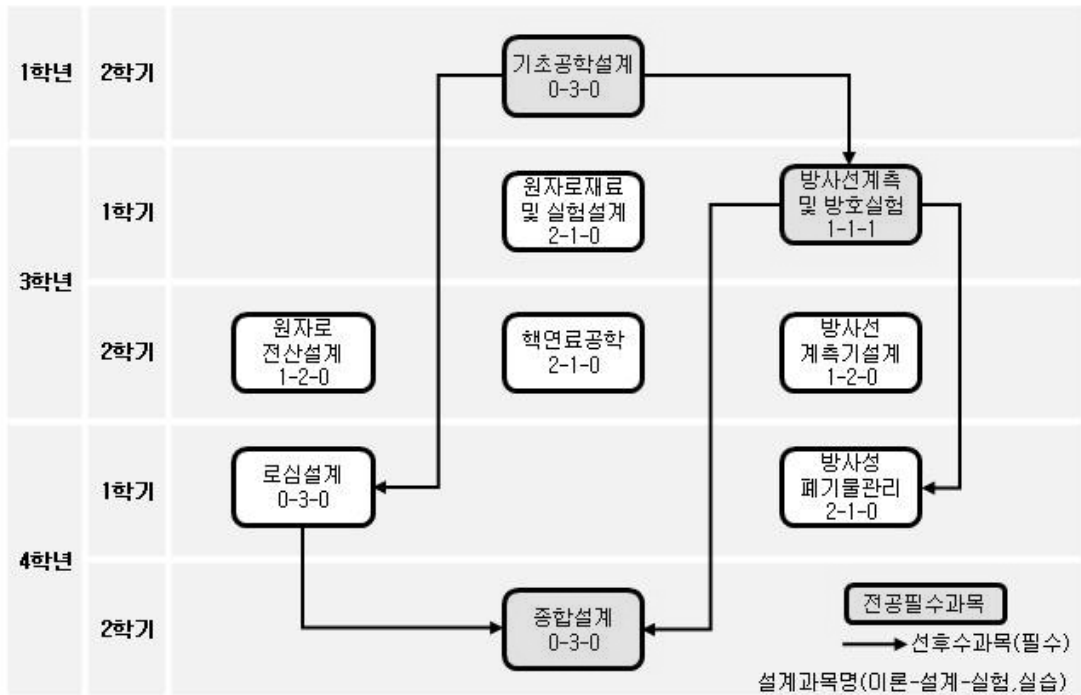 1학년
2학기
기초공학설계
0-3-0
3학년
1학기
원자로재료
및 실험설계
2-1-0
방사선계측
및 방호실험
1-1-1
2학기
원자로
전산설계
1-2-0
핵연료공학
2-1-0
방사선
계측기설계
1-2-0
4학년
1학기
로심설계
0-3-0
방사성
폐기물관리
2-1-0
2학기
종합설계
0-3-0
전공필수과목
선후수과목(필수)
설계과목명(이론-설계-실험,실습)